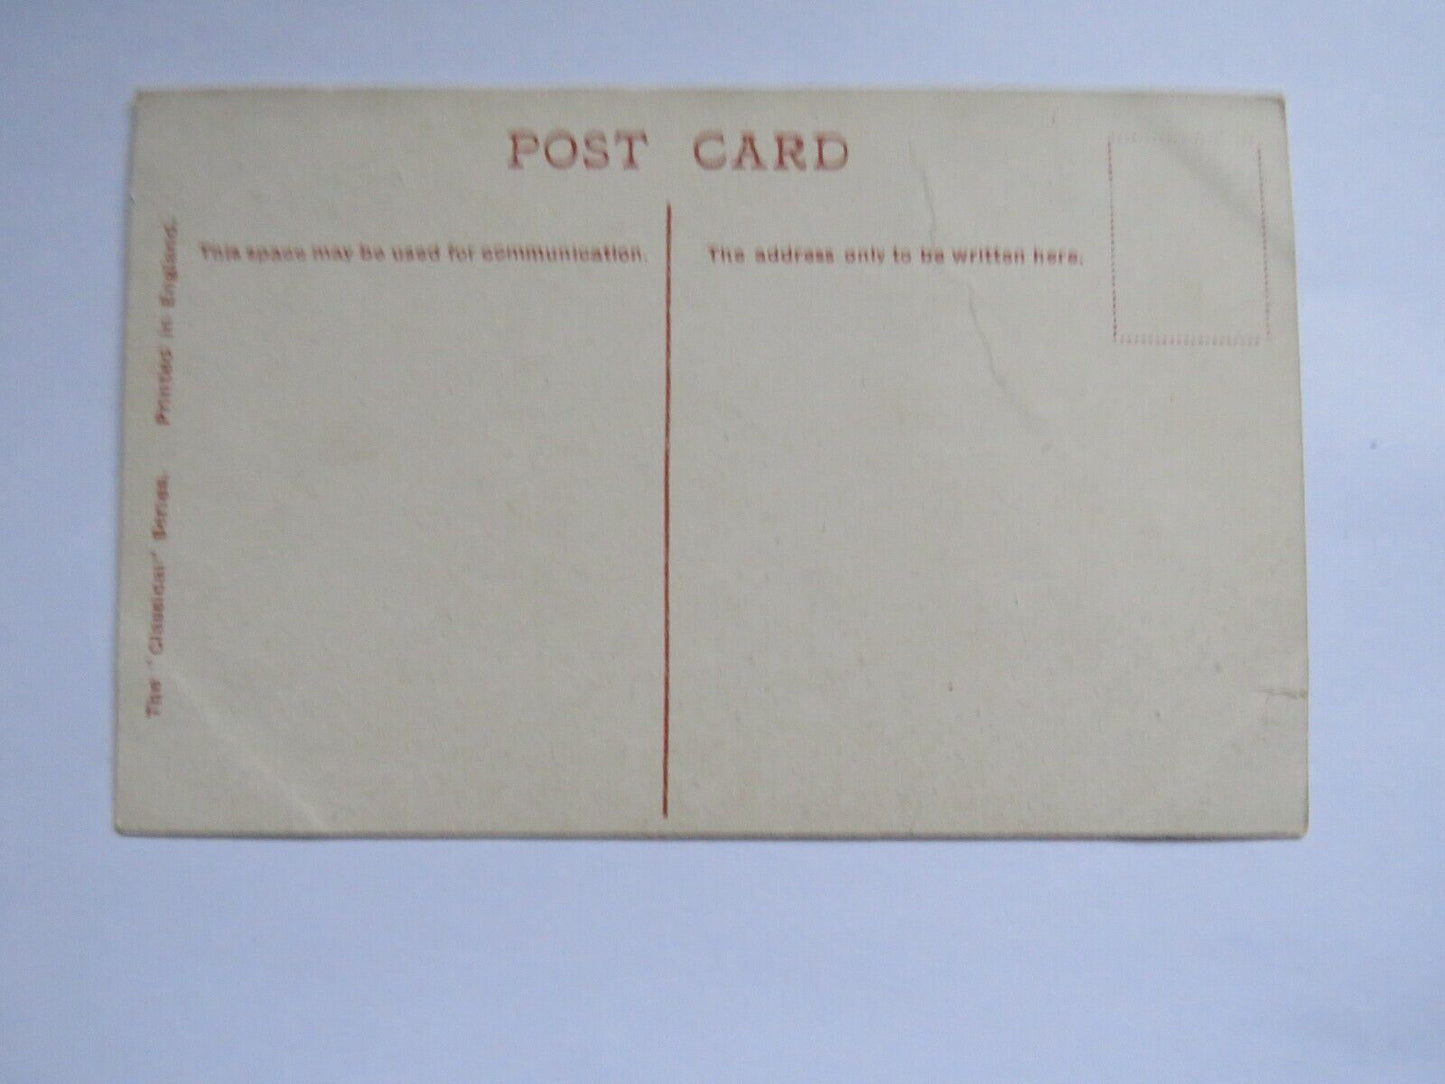 POST CARD
This space may be used for communication.
The address only to be written here.
The "Classical" Series. Printed in England.